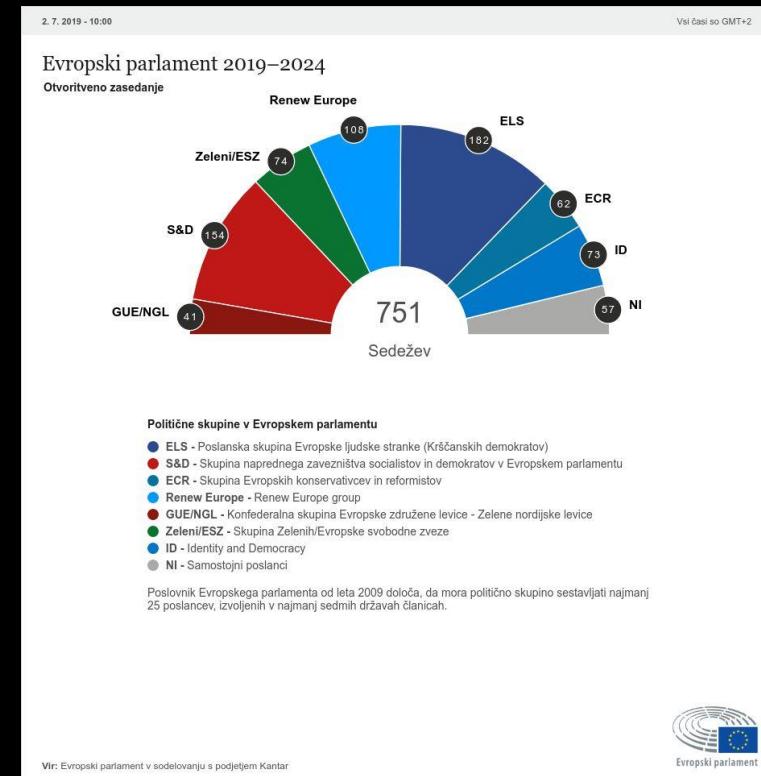 2. 7. 2019 - 10:00
Vsi časi so GMT+2
Evropski parlament 2019–2024
Otvoritveno zasedanje
Renew Europe
108
ELS
182
Zeleni/ESZ
74
ECR
62
S&D
154
ID
73
GUE/NGL
41
NI
57
751
Sedežev
Politične skupine v Evropskem parlamentu
ELS - Poslanska skupina Evropske ljudske stranke (Krščanskih demokratov)
S&D - Skupina naprednega zavezništva socialistov in demokratov v Evropskem parlamentu
ECR - Skupina Evropskih konservativcev in reformistov
Renew Europe - Renew Europe group
GUE/NGL - Konfederalna skupina Evropske združene levice - Zelene nordijske levice
Zeleni/ESZ - Skupina Zelenih/Evropske svobodne zveze
ID - Identity and Democracy
NI - Samostojni poslanci
Poslovnik Evropskega parlamenta od leta 2009 določa, da mora politično skupino sestavljati najmanj
25 poslancev, izvoljenih v najmanj sedmih državah članicah.
Evropski parlament
Vir: Evropski parlament v sodelovanju s podjetjem Kantar